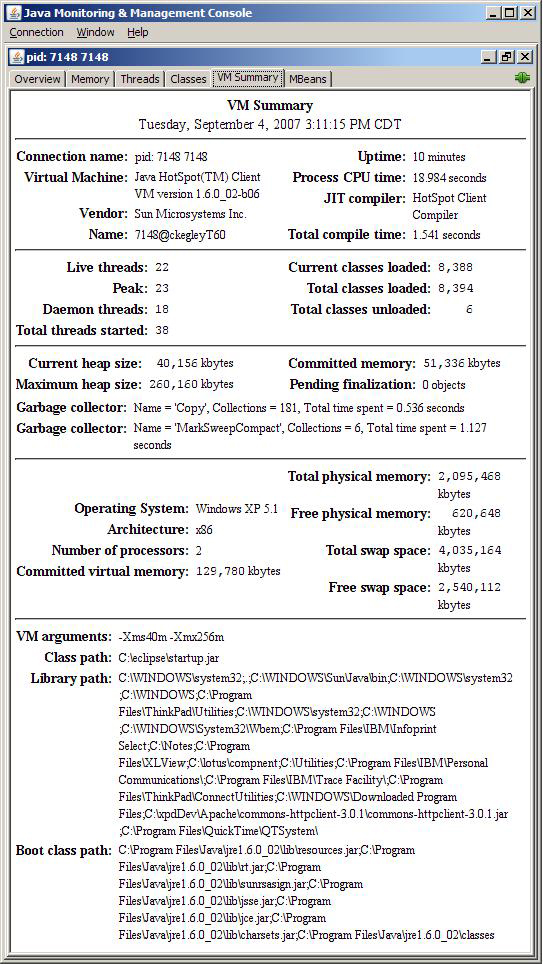 Java Monitoring & Management Console
Connection Window Help
pid: 7148 7148
Overview Memory Threads Classes VM Summary MBeans
VM Summary
Tuesday, September 4, 2007 3:11:15 PM CDT
Connection name: pid: 7148 7148
Virtual Machine: Java HotSpot(TM) Client
VM version 1.6.0_02-b06
Vendor: Sun Microsystems Inc.
Name: 7148@ckegleyT60
Uptime: 10 minutes
Process CPU time: 18.984 seconds
JIT compiler: HotSpot Client
Compiler
Total compile time: 1.541 seconds
Live threads: 22
Peak: 23
Daemon threads: 18
Total threads started: 38
Current classes loaded: 8,388
Total classes loaded: 8,394
Total classes unloaded: 6
Current heap size: 40,156 kbytes
Maximum heap size: 260,160 kbytes
Committed memory: 51,336 kbytes
Pending finalization: 0 objects
Garbage collector: Name = 'Copy', Collections = 181, Total time spent = 0.536 seconds
Garbage collector: Name = 'MarkSweepCompact', Collections = 6, Total time spent = 1.127
seconds
Operating System: Windows XP 5.1
Architecture: x86
Number of processors: 2
Committed virtual memory: 129,780 kbytes
Total physical memory: 2,095,468
kbytes
Free physical memory: 620,648
kbytes
Total swap space: 4,035,164
kbytes
Free swap space: 2,540,112
kbytes
VM arguments: -Xms40m -Xmx256m
Class path: C:\eclipse\startup.jar
Library path: C:\WINDOWS\system32;.;C:\WINDOWS\Sun\Java\bin;C:\WINDOWS\system32
;C:\WINDOWS;C:\Program
Files\ThinkPad\Utilities;C:\WINDOWS\system32;C:\WINDOWS
;C:\WINDOWS\System32\Wbem;C:\Program Files\IBM\Infoprint
Select;C:\Notes;C:\Program
Files\XLView;C:\lotus\compnent;C:\Utilities;C:\Program Files\IBM\Personal
Communications\;C:\Program Files\IBM\Trace Facility\;C:\Program
Files\ThinkPad\ConnectUtilities;C:\WINDOWS\Downloaded Program
Files;C:\xpdDev\Apache\commons-httpclient-3.0.1\commons-httpclient-3.0.1.jar
;C:\Program Files\QuickTime\QTSystem\
Boot class path: C:\Program Files\Java\jre1.6.0_02\lib\resources.jar;C:\Program
Files\Java\jre1.6.0_02\lib\rt.jar;C:\Program
Files\Java\jre1.6.0_02\lib\sunrsasign.jar;C:\Program
Files\Java\jre1.6.0_02\lib\jsse.jar;C:\Program
Files\Java\jre1.6.0_02\lib\jce.jar;C:\Program
Files\Java\jre1.6.0_02\lib\charsets.jar;C:\Program Files\Java\jre1.6.0_02\classes